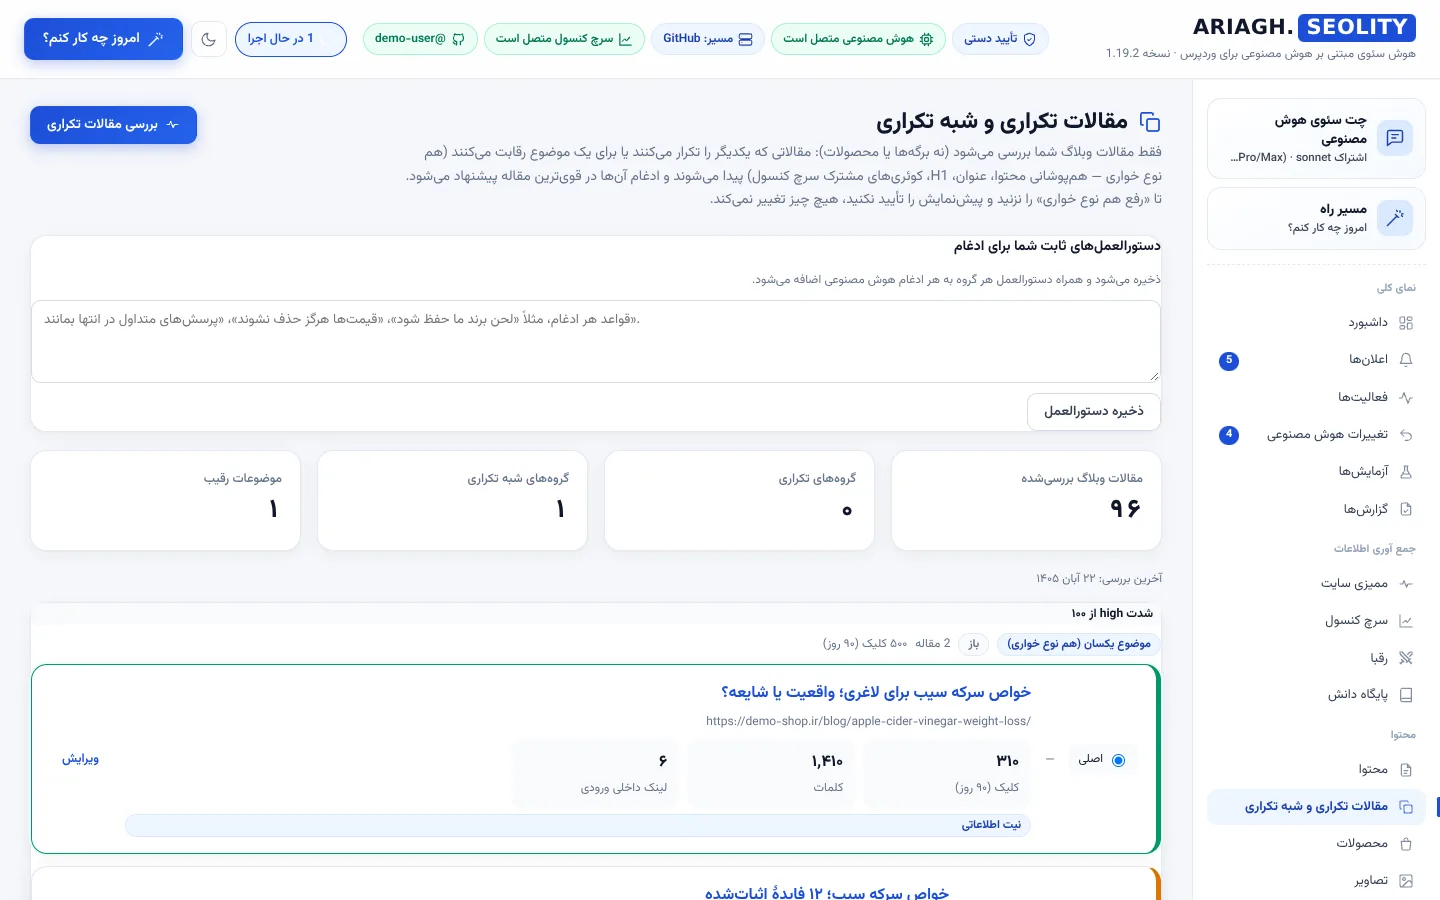 ARIAGH. SEOLITY
هوش سئوی مبتنی بر هوش مصنوعی برای وردپرس · نسخه 1.19.2
تأیید دستی
هوش مصنوعی متصل است
مسیر: GitHub
سرچ کنسول متصل است
@demo-user
1 در حال اجرا
امروز چه کار کنم؟
چت سئوی هوش مصنوعی
اشتراک Pro/Max) · sonnet...
مسیر راه
امروز چه کار کنم؟
نمای کلی
داشبورد
اعلان‌ها
5
فعالیت‌ها
تغییرات هوش مصنوعی
4
آزمایش‌ها
گزارش‌ها
جمع آوری اطلاعات
ممیزی سایت
سرچ کنسول
رقبا
پایگاه دانش
محتوا
محتوا
مقالات تکراری و شبه تکراری
محصولات
تصاویر
مقالات تکراری و شبه تکراری
بررسی مقالات تکراری
فقط مقالات وبلاگ شما بررسی می‌شود (نه برگه‌ها یا محصولات): مقالاتی که یکدیگر را تکرار می‌کنند یا برای یک موضوع رقابت می‌کنند (هم
نوع خواری — هم‌پوشانی محتوا، عنوان، H1، کوئری‌های مشترک سرچ کنسول) پیدا می‌شوند و ادغام آن‌ها در قوی‌ترین مقاله پیشنهاد می‌شود.
تا «رفع هم نوع خواری» را نزنید و پیش‌نمایش را تأیید نکنید، هیچ چیز تغییر نمی‌کند.
دستورالعمل‌های ثابت شما برای ادغام
ذخیره می‌شود و همراه دستورالعمل هر گروه به هر ادغام هوش مصنوعی اضافه می‌شود.
قواعد هر ادغام، مثلاً «لحن برند ما حفظ شود»، «قیمت‌ها هرگز حذف نشوند»، «پرسش‌های متداول در انتها بمانند».
ذخیره دستورالعمل
مقالات وبلاگ بررسی‌شده
۹۶
گروه‌های تکراری
۰
گروه‌های شبه تکراری
۱
موضوعات رقیب
۱
آخرین بررسی: ۲۲ آبان ۱۴۰۵
شدت high از ۱۰۰
موضوع یکسان (هم نوع خواری)
باز
2 مقاله
۵۰۰ کلیک (۹۰ روز)
خواص سرکه سیب برای لاغری؛ واقعیت یا شایعه؟
https://demo-shop.ir/blog/apple-cider-vinegar-weight-loss/
اصلی
—
۳۱۰
کلیک (۹۰ روز)
۱,۴۱۰
کلمات
۶
لینک داخلی ورودی
ویرایش
نیت اطلاعاتی
خواص سرکه سیب؛ ۱۲ فایدهٔ اثبات‌شده